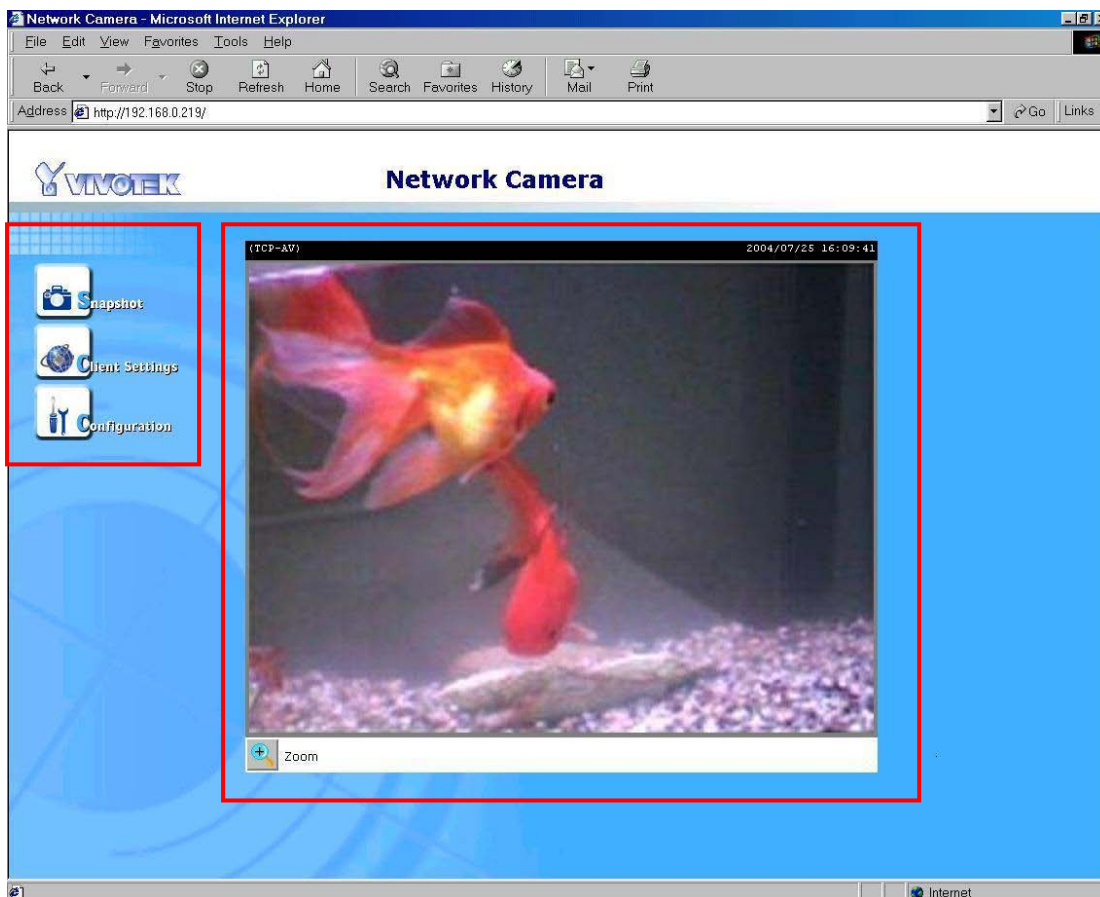 Network Camera - Microsoft Internet Explorer
File Edit View Favorites Tools Help
Back Forward Stop Refresh Home Search Favorites History Mail Print
Address http://192.168.0.219/ Go Links
VIVOTEK
Network Camera
(TCP-AV) 2004/07/25 16:09:41
Snapshot
Client Settings
Configuration
Zoom
Internet